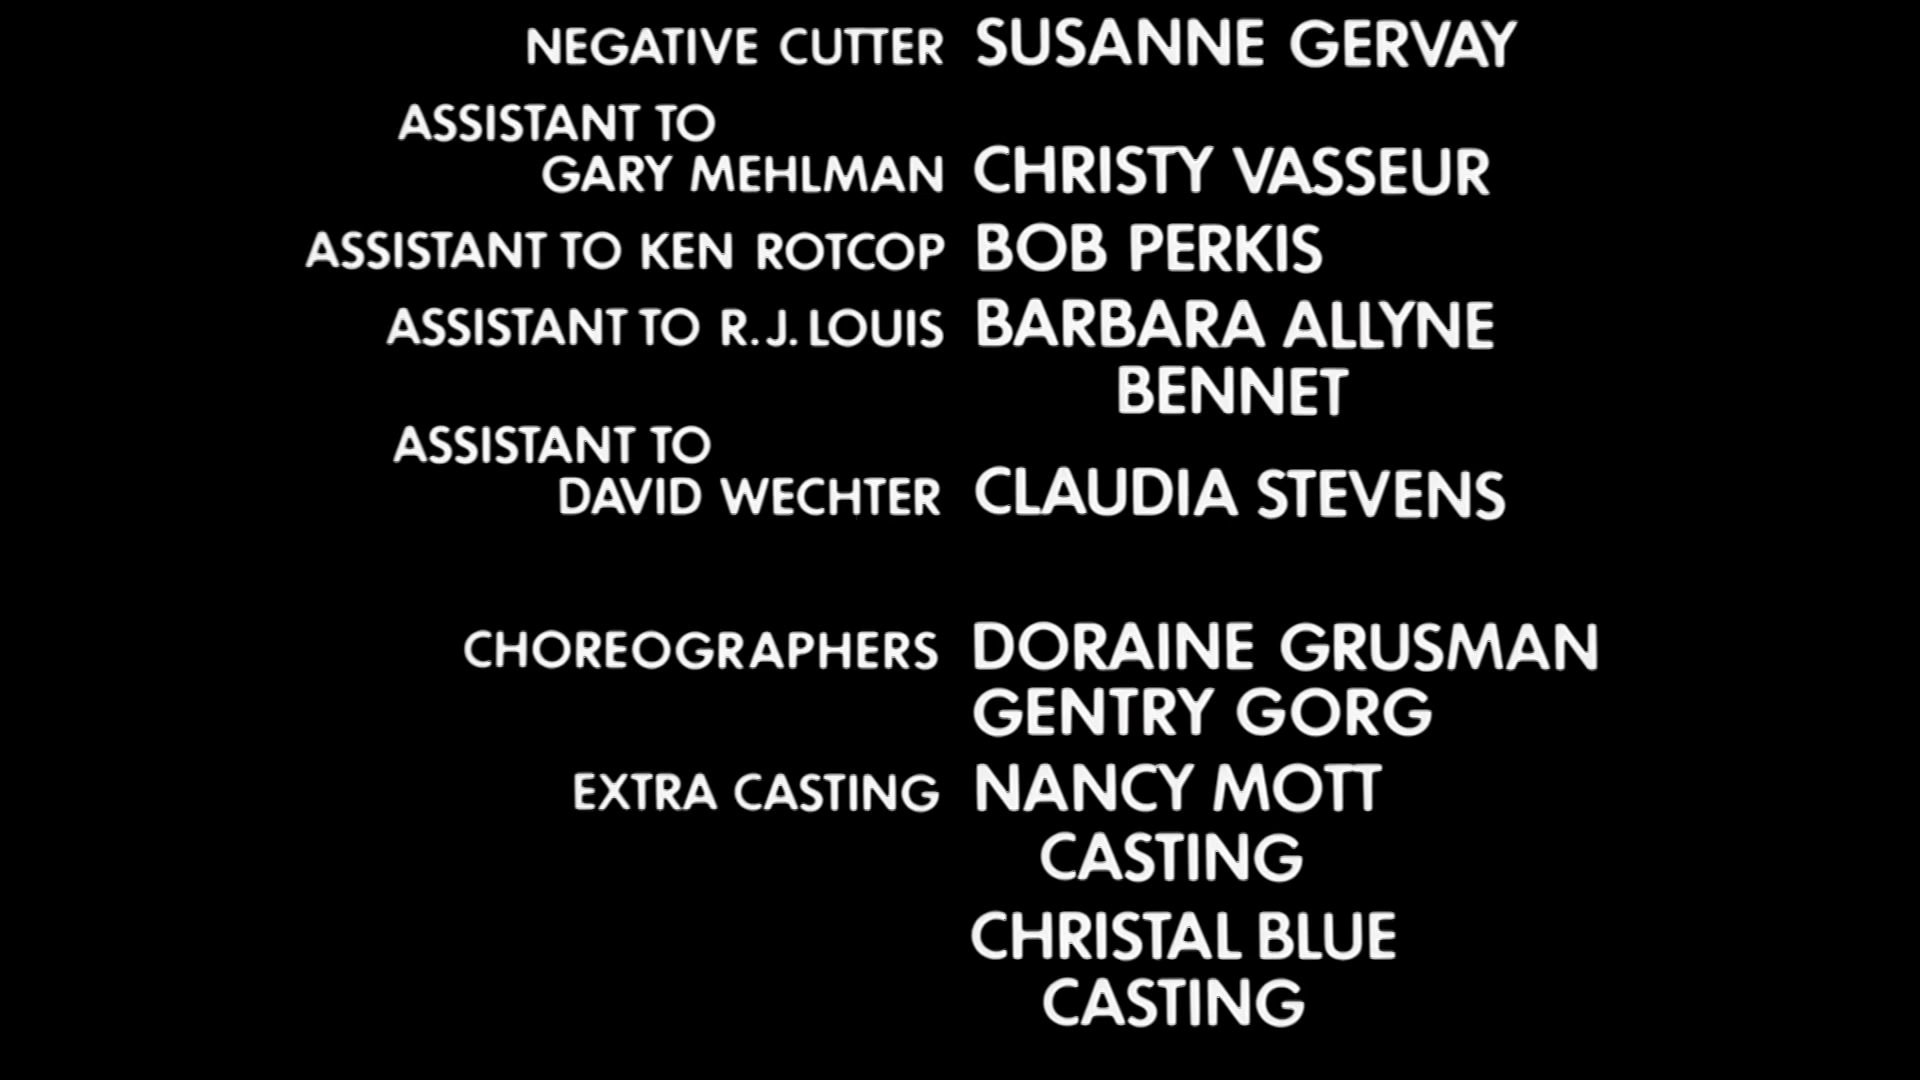 NEGATIVE CUTTER SUSANNE GERVAY
ASSISTANT TO
GARY MEHLMAN CHRISTY VASSEUR
ASSISTANT TO KEN ROTCOP BOB PERKIS
ASSISTANT TO R.J. LOUIS BARBARA ALLYNE
BENNET
ASSISTANT TO
DAVID WECHTER CLAUDIA STEVENS
CHOREOGRAPHERS DORAINE GRUSMAN
GENTRY GORG
EXTRA CASTING NANCY MOTT
CASTING
CHRISTAL BLUE
CASTING